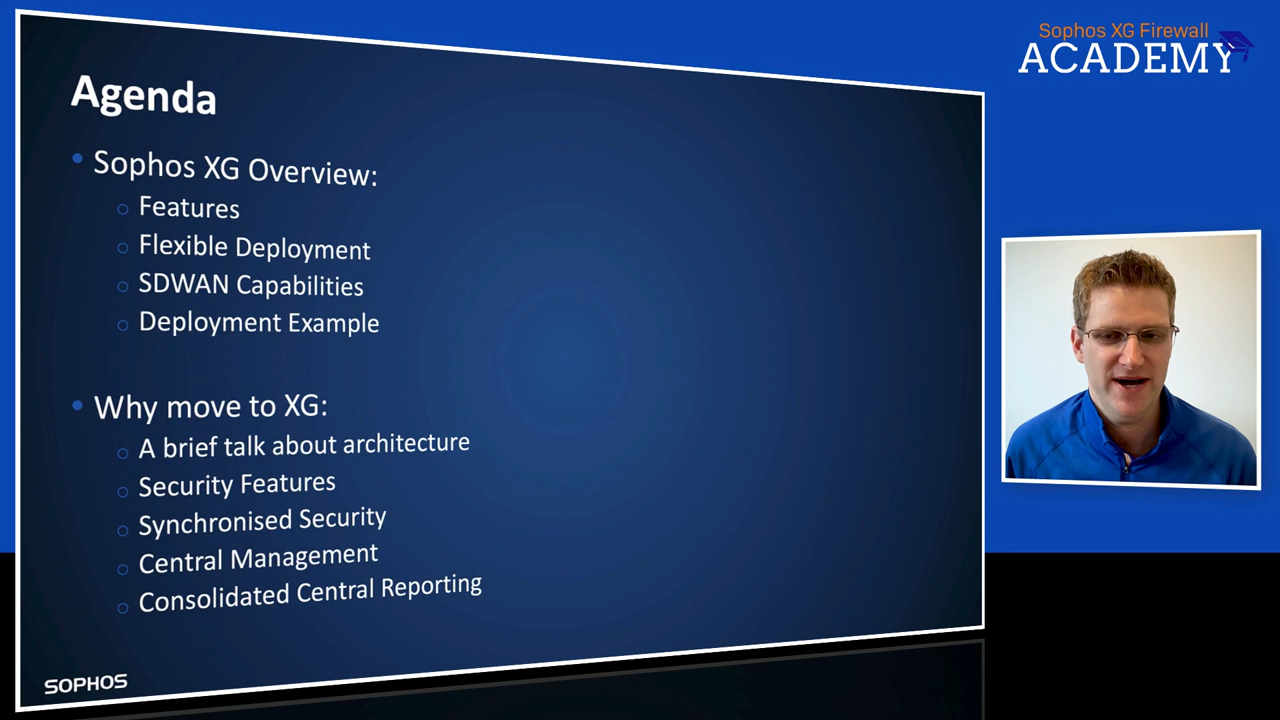 Sophos XG Firewall
ACADEMY
Agenda
Sophos XG Overview:
Features
Flexible Deployment
SDWAN Capabilities
Deployment Example
Why move to XG:
A brief talk about architecture
Security Features
Synchronised Security
Central Management
Consolidated Central Reporting
SOPHOS